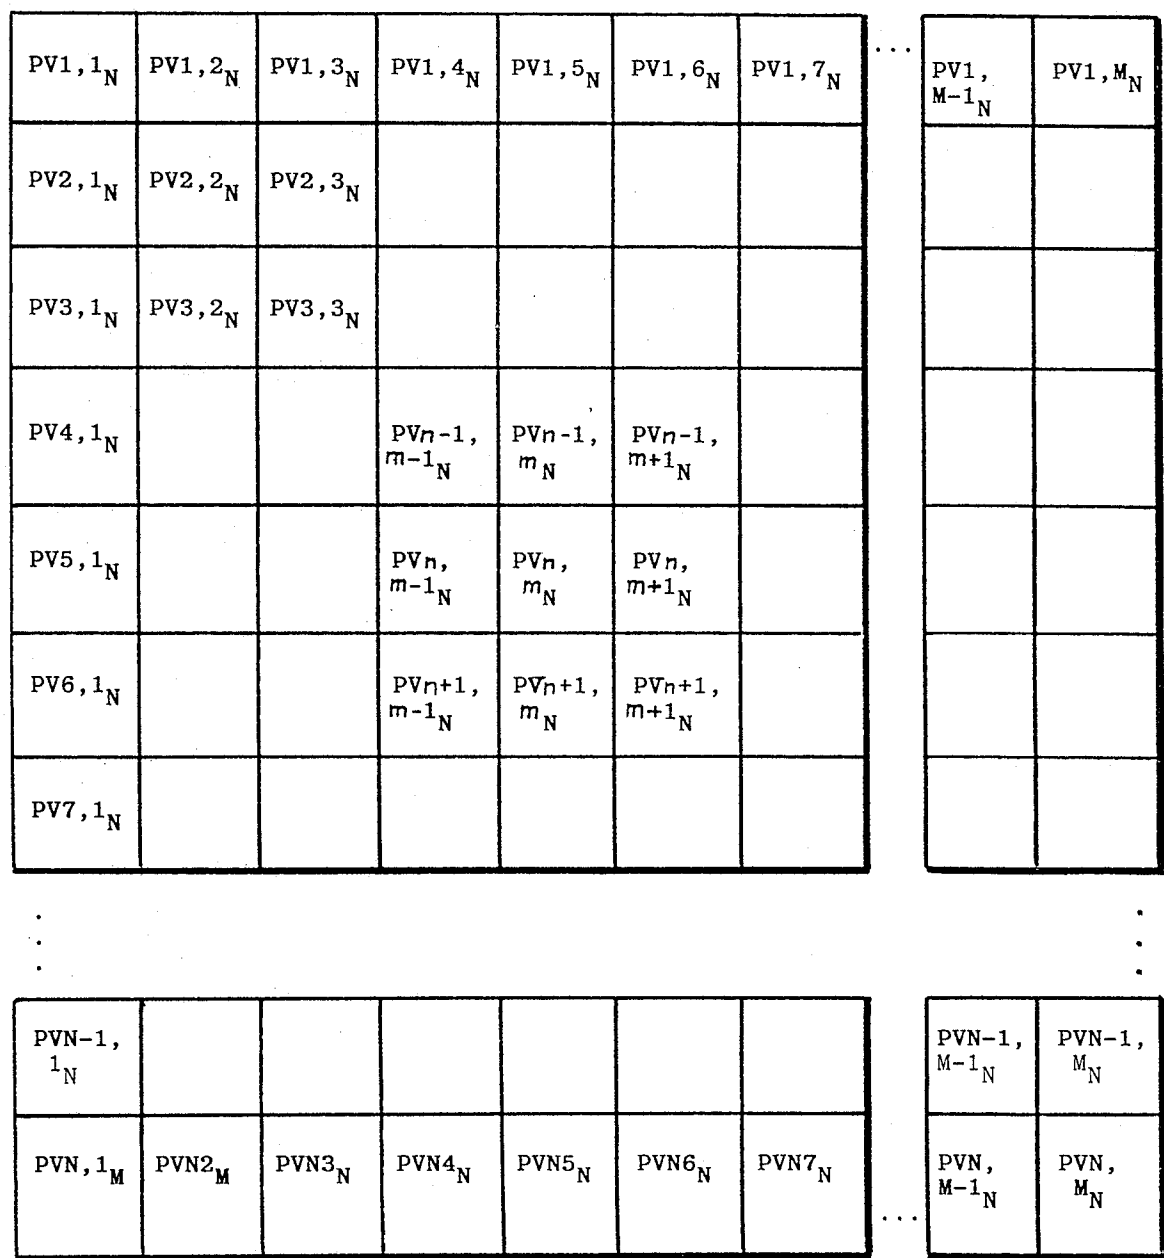 PV1,1N PV1,2N PV1,3N PV1,4N PV1,5N PV1,6N PV1,7N ... PV1, M-1N PV1,MN
PV2,1N PV2,2N PV2,3N
PV3,1N PV3,2N PV3,3N
PV4,1N PVn-1, m-1N PVn-1, mN PVn-1, m+1N
PV5,1N PVn, m-1N PVn, mN PVn, m+1N
PV6,1N PVn+1, m-1N PVn+1, mN PVn+1, m+1N
PV7,1N
PVN-1, 1N PVN-1, M-1N PVN-1, MN
PVN,1M PVN2M PVN3N PVN4N PVN5N PVN6N PVN7N ... PVN, M-1N PVN, MN